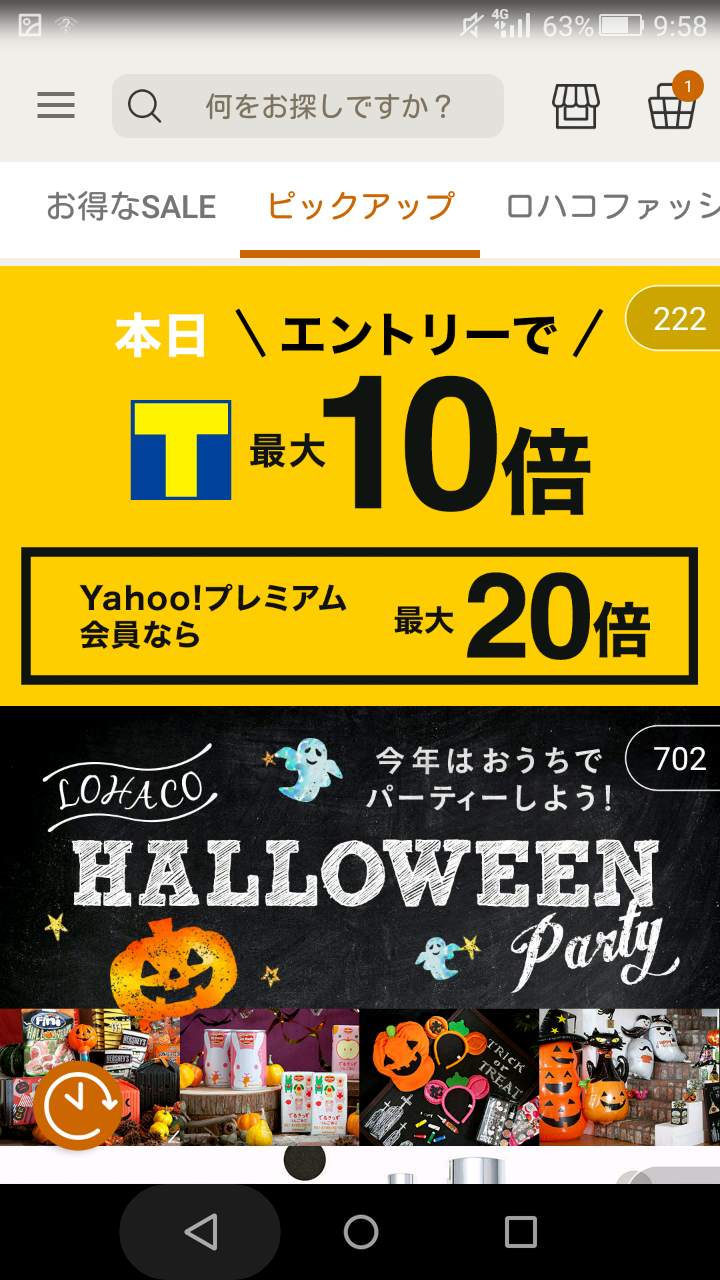 4G
63%
9:58
何をお探しですか？
1
お得なSALE
ピックアップ
ロハコファッシ
222
本日
エントリーで
T
最大10倍
Yahoo!プレミアム
会員なら
最大20倍
702
LOHACO
今年はおうちで
パーティーしよう！
HALLOWEEN
Party
Fini
HERSHEY'S
TRICK
or
TREAT